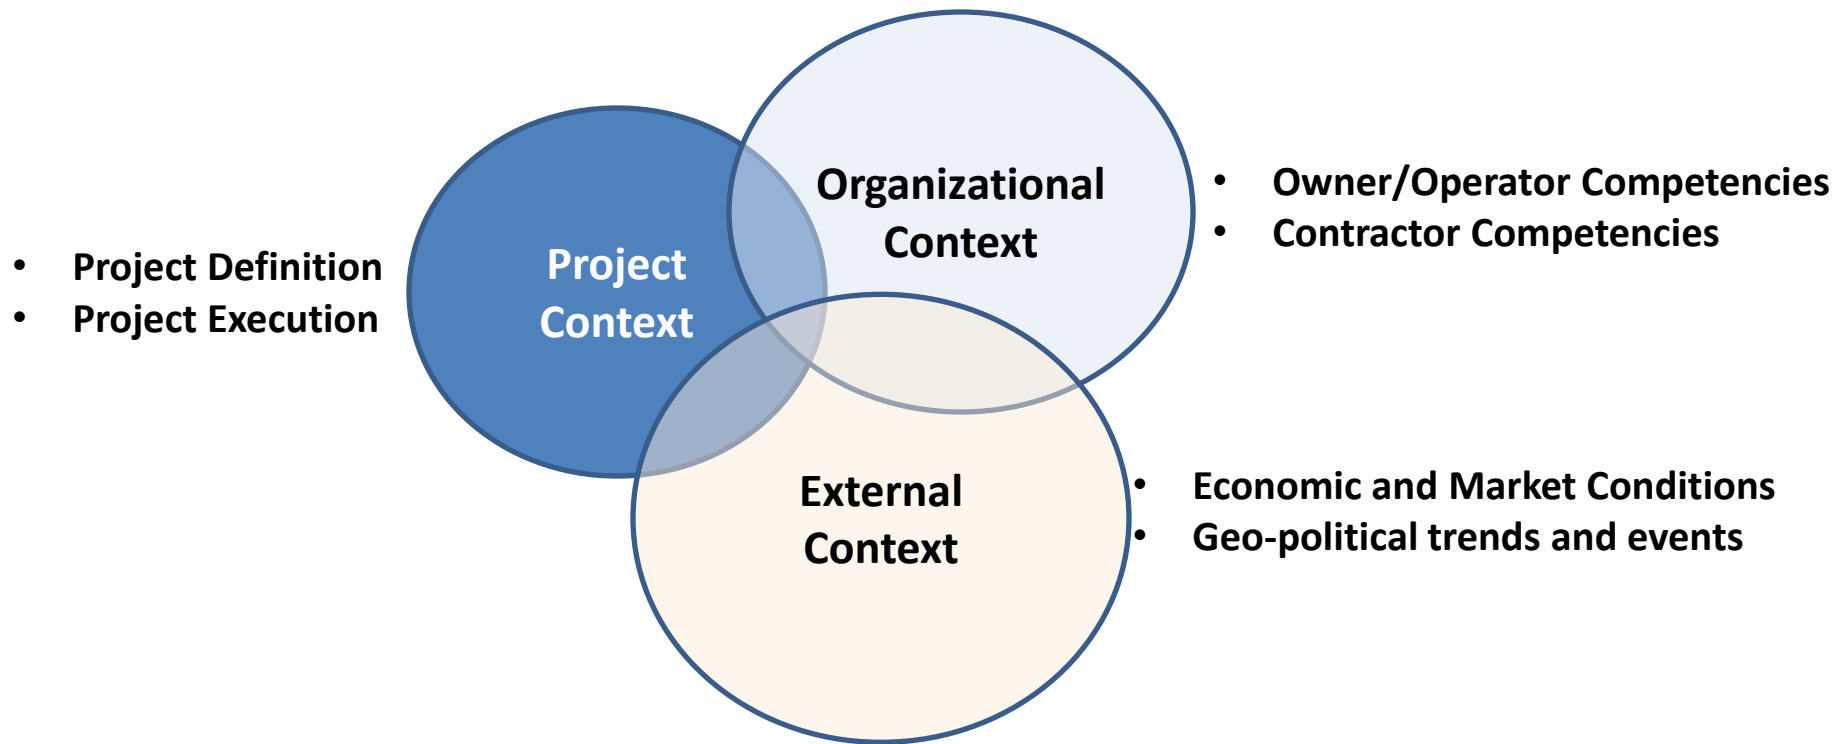 • Project Definition
• Project Execution
Project
Context
Organizational
Context
• Owner/Operator Competencies
• Contractor Competencies
External
Context
• Economic and Market Conditions
• Geo-political trends and events